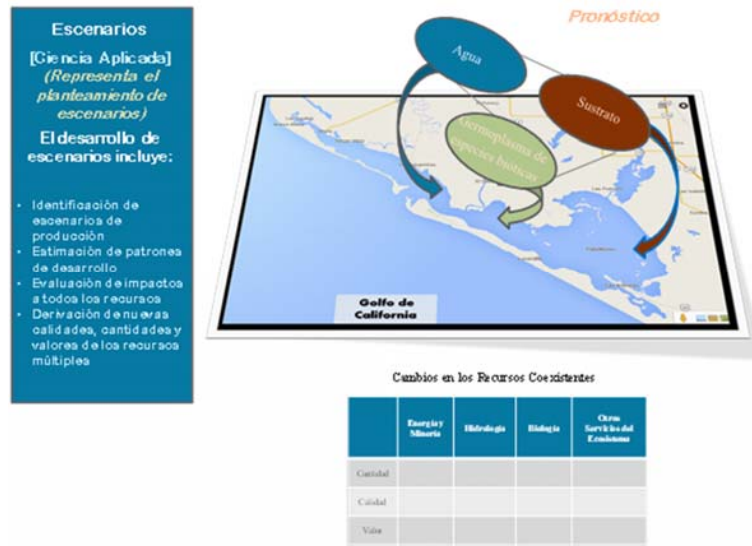 Escenarios
[Ciencia Aplicada]
(Representa el
planteamiento de
escenarios)
El desarrollo de
escenarios incluye:
• Identificación de
escenarios de
producción
• Estimación de patrones
de desarrollo
• Evaluación de impactos
a todos los recursos
• Derivación de nuevas
calidades, cantidades y
valores de los recursos
múltiples
Pronóstico
Agua
Sustrato
Germoplasma de
especies bióticas
Golfo de
California
Cambios en los Recursos Coexistentes
Energía y
Minería
Hidrología
Biología
Otros
Servicios del
Ecosistema
Cantidad
Calidad
Valor